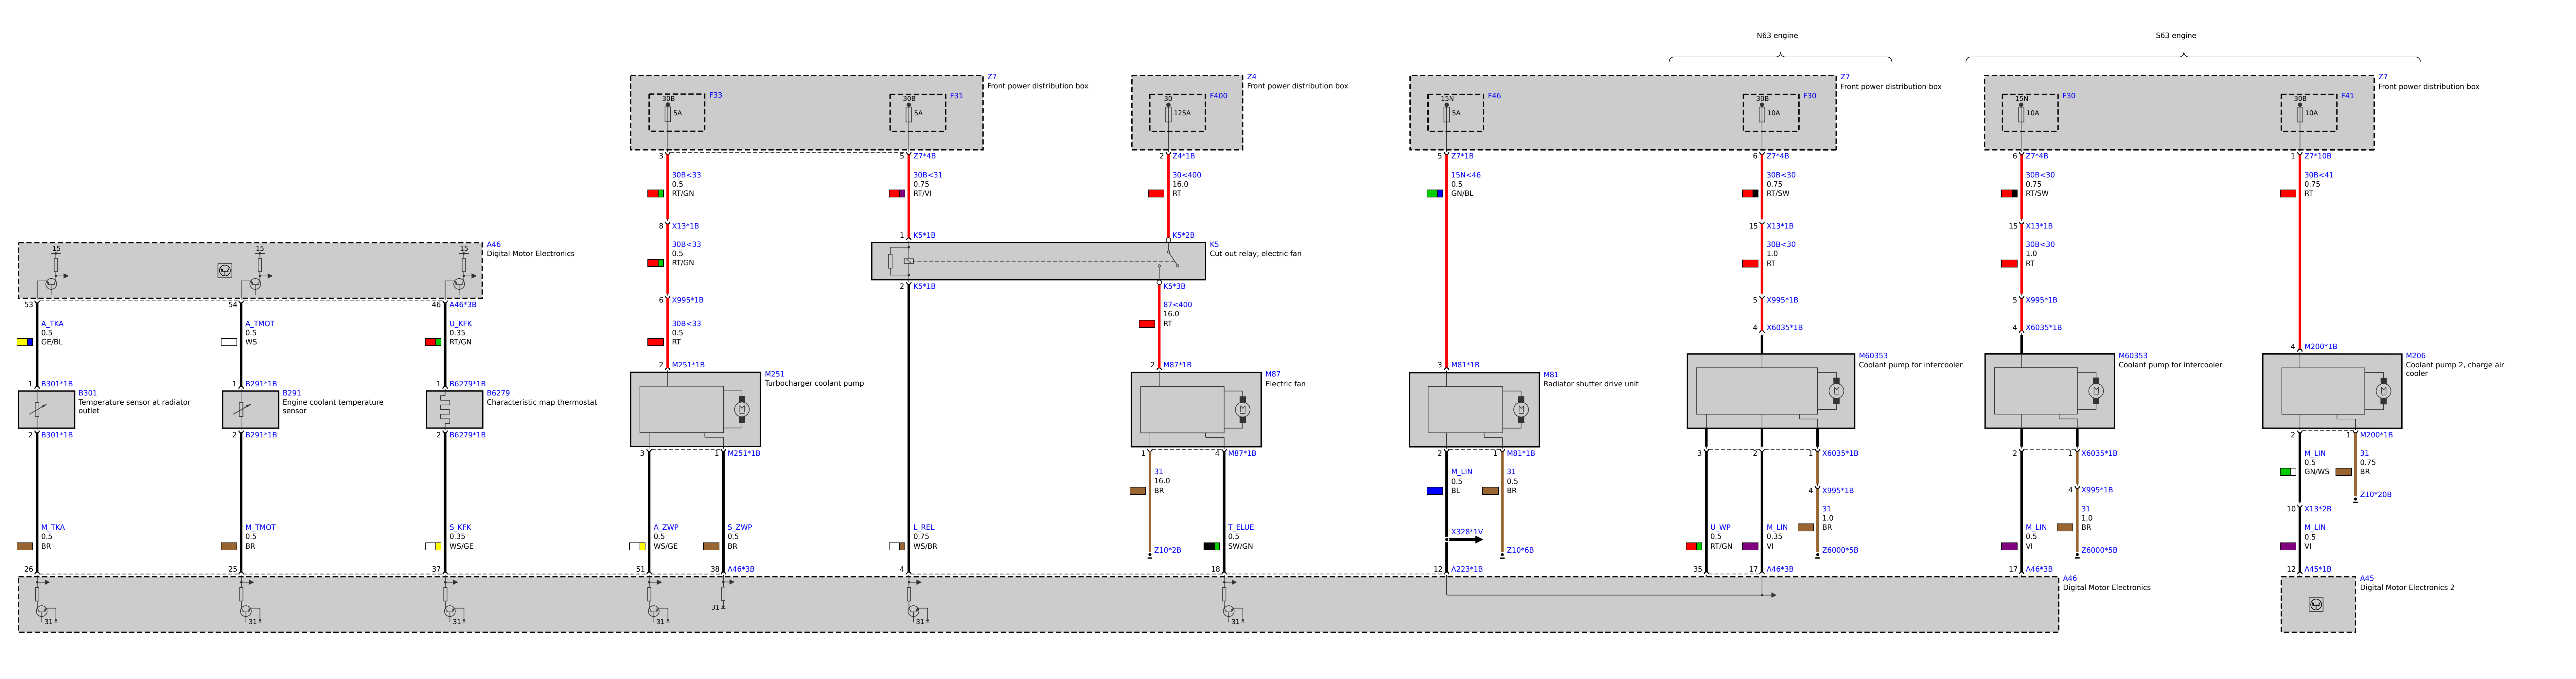 N63 engine
S63 engine
Z7
Front power distribution box
F33
30B
5A
F31
30B
5A
Z4
Front power distribution box
F400
30
125A
Z7
Front power distribution box
F46
15N
5A
F30
30B
10A
Z7
Front power distribution box
F30
15N
10A
F41
30B
10A
3
5 Z7*4B
2 Z4*1B
5 Z7*1B
6 Z7*4B
6 Z7*4B
1 Z7*10B
30B<33
0.5
RT/GN
30B<31
0.75
RT/VI
30<400
16.0
RT
15N<46
0.5
GN/BL
30B<30
0.75
RT/SW
30B<30
0.75
RT/SW
30B<41
0.75
RT
8 X13*1B
1 K5*1B
K5*2B
15 X13*1B
15 X13*1B
A46
Digital Motor Electronics
15
15
15
30B<33
0.5
RT/GN
K5
Cut-out relay, electric fan
30B<30
1.0
RT
30B<30
1.0
RT
2 K5*1B
K5*3B
53
54
46 A46*3B
6 X995*1B
5 X995*1B
5 X995*1B
87<400
16.0
RT
A_TKA
0.5
GE/BL
A_TMOT
0.5
WS
U_KFK
0.35
RT/GN
30B<33
0.5
RT
4 X6035*1B
4 X6035*1B
4 M200*1B
2 M251*1B
2 M87*1B
3 M81*1B
1 B301*1B
1 B291*1B
1 B6279*1B
B301
Temperature sensor at radiator
outlet
B291
Engine coolant temperature
sensor
B6279
Characteristic map thermostat
M251
Turbocharger coolant pump
M
M87
Electric fan
M
M81
Radiator shutter drive unit
M
M60353
Coolant pump for intercooler
M
M60353
Coolant pump for intercooler
M
M206
Coolant pump 2, charge air
cooler
M
2 B301*1B
2 B291*1B
2 B6279*1B
3
1 M251*1B
1
4 M87*1B
2
1 M81*1B
3
2
1 X6035*1B
2
1 X6035*1B
2
1 M200*1B
31
16.0
BR
M_LIN
0.5
BL
31
0.5
BR
M_LIN
0.5
GN/WS
31
0.75
BR
4 X995*1B
4 X995*1B
Z10*20B
31
1.0
BR
31
1.0
BR
10 X13*2B
M_TKA
0.5
BR
M_TMOT
0.5
BR
S_KFK
0.5
WS/GE
A_ZWP
0.5
WS/GE
S_ZWP
0.5
BR
L_REL
0.75
WS/BR
T_ELUE
0.5
SW/GN
X328*1V
U_WP
0.5
RT/GN
M_LIN
0.35
VI
M_LIN
0.5
VI
M_LIN
0.5
VI
Z10*2B
Z10*6B
Z6000*5B
Z6000*5B
26
25
37
51
38 A46*3B
4
18
12 A223*1B
35
17 A46*3B
17 A46*3B
12 A45*1B
A46
Digital Motor Electronics
A45
Digital Motor Electronics 2
31
31
31
31
31
31
31